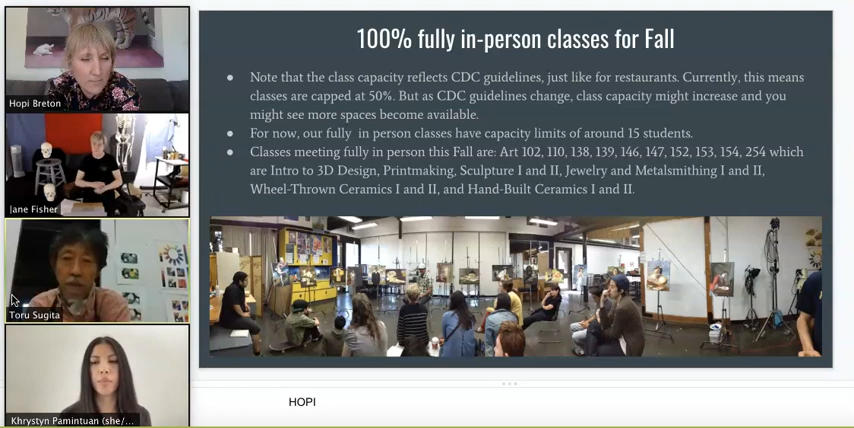 100% fully in-person classes for Fall
● Note that the class capacity reflects CDC guidelines, just like for restaurants. Currently, this means
classes are capped at 50%. But as CDC guidelines change, class capacity might increase and you
might see more spaces become available.
● For now, our fully in person classes have capacity limits of around 15 students.
● Classes meeting fully in person this Fall are: Art 102, 110, 138, 139, 146, 147, 152, 153, 154, 254 which
are Intro to 3D Design, Printmaking, Sculpture I and II, Jewelry and Metalsmithing I and II,
Wheel-Thrown Ceramics I and II, and Hand-Built Ceramics I and II.
Hopi Breton
Jane Fisher
Toru Sugita
Khrystyn Pamintuan (she/...
HOPI